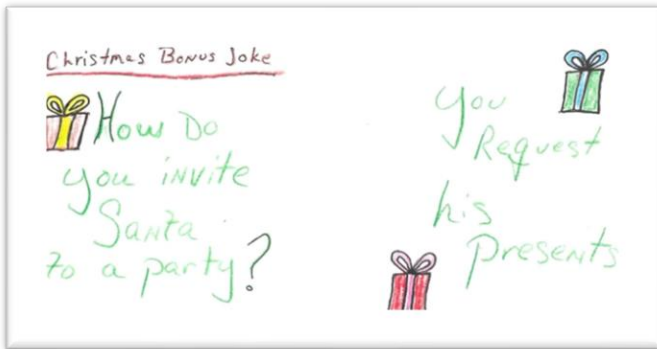 Christmas Bonus Joke
How Do
you invite
Santa
to a party?
You
Request
his
presents